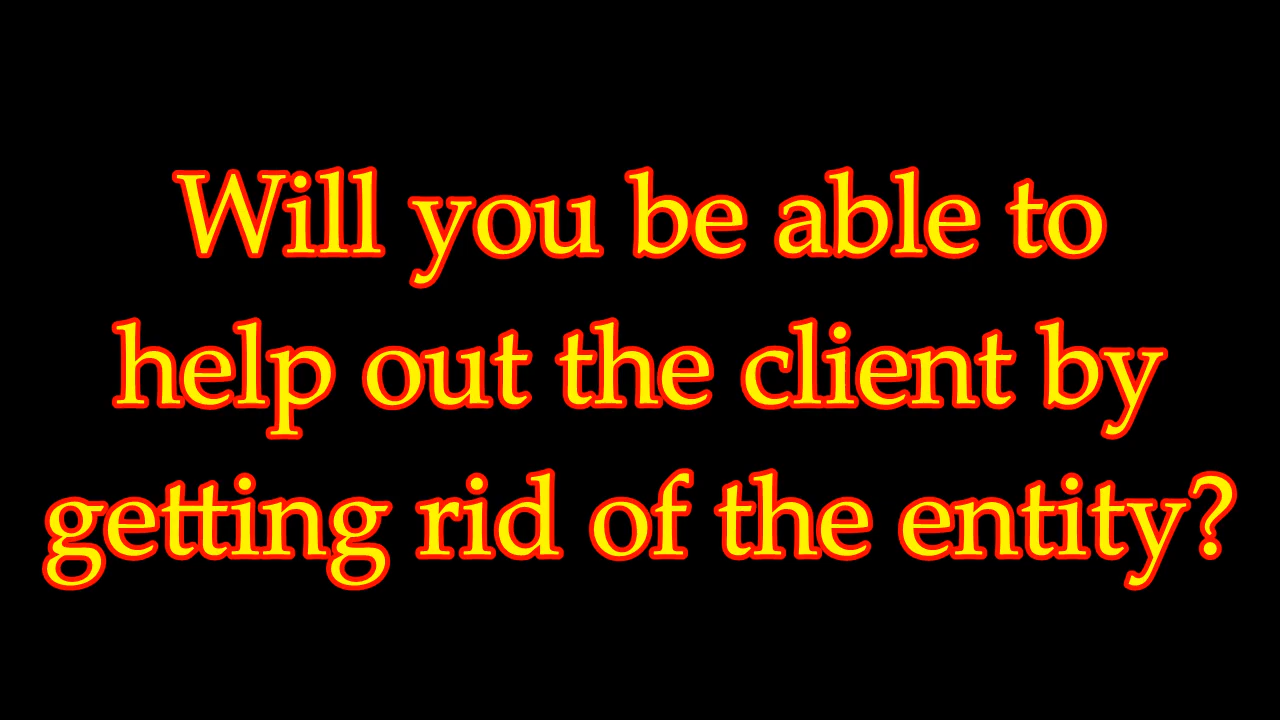 Will you be able to
help out the client by
getting rid of the entity?